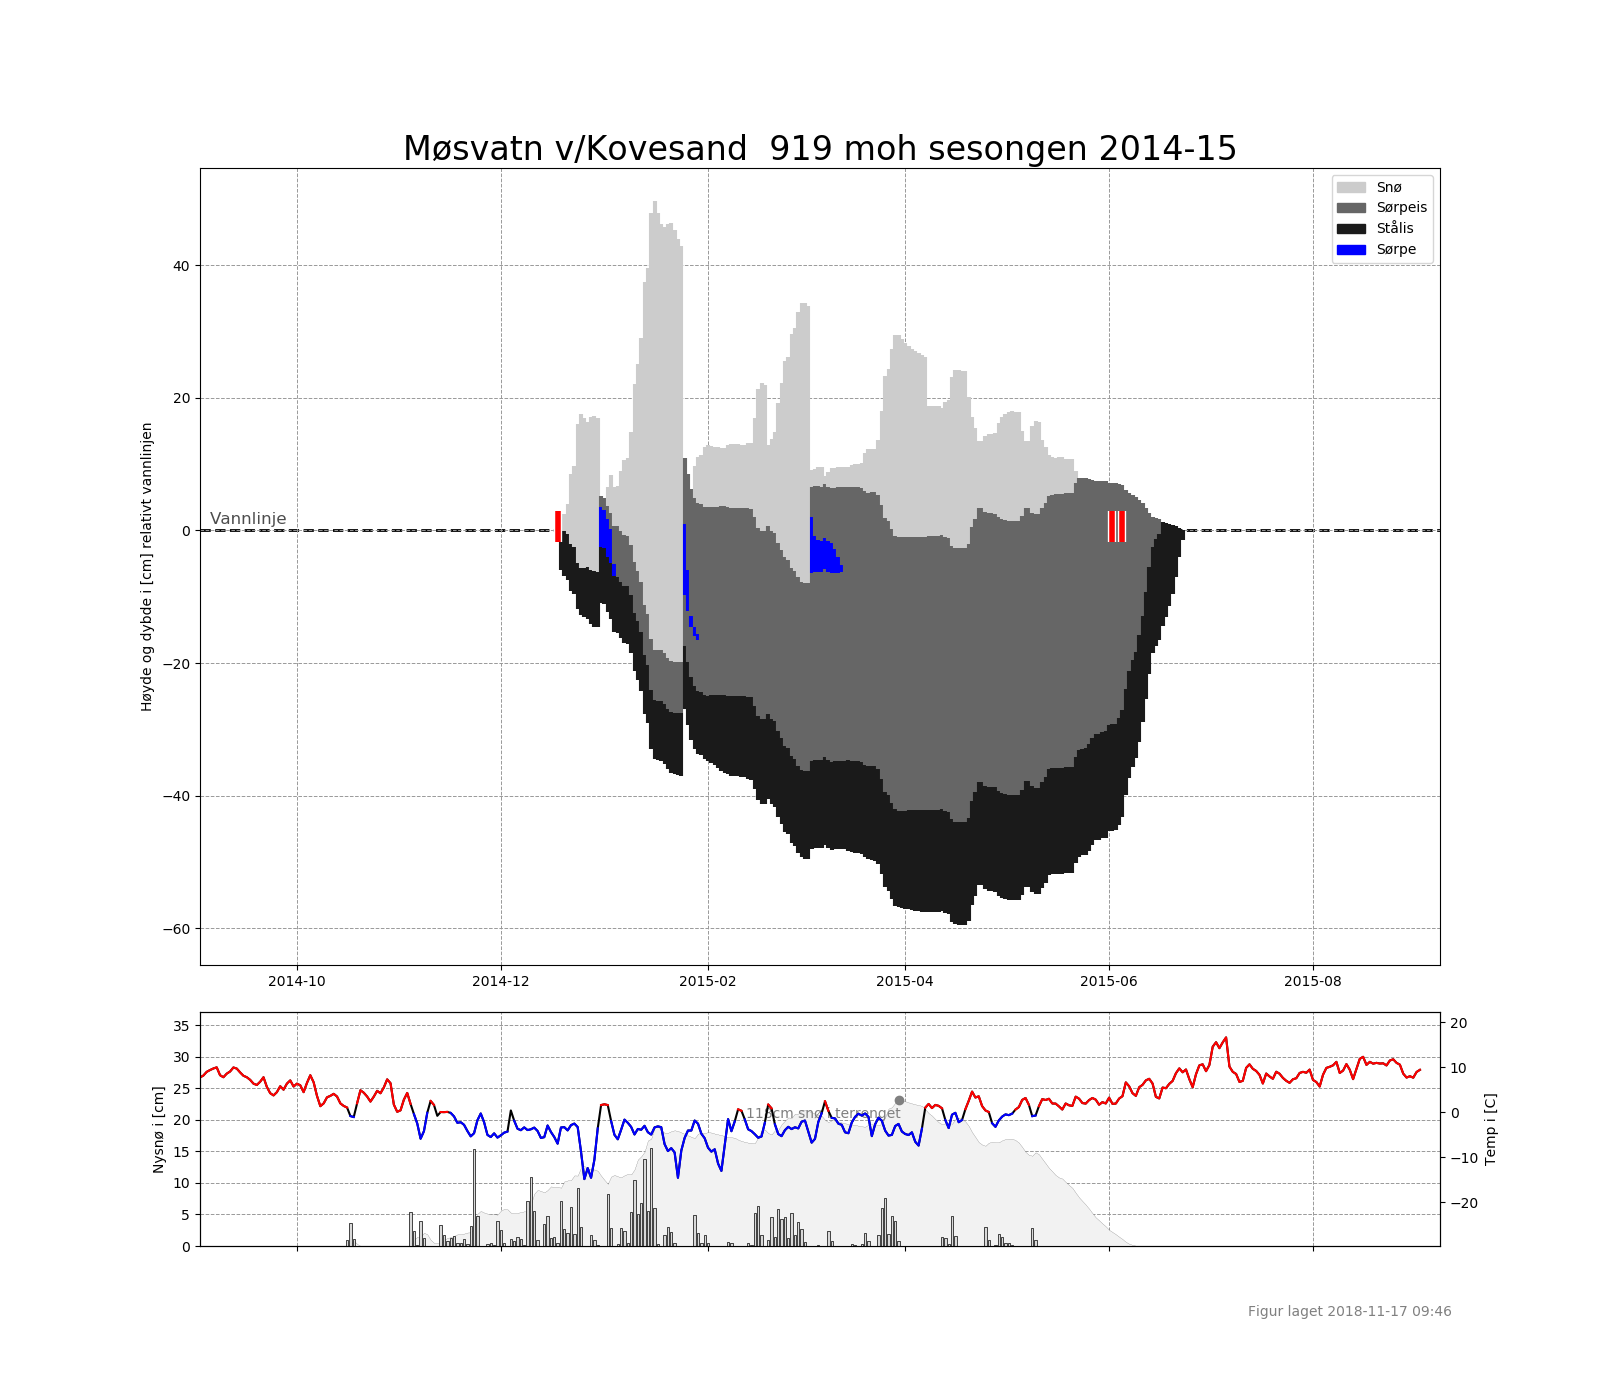 Møsvatn v/Kovesand  919 moh sesongen 2014-15
Snø
Sørpeis
Stålis
Sørpe
Høyde og dybde i [cm] relativt vannlinjen
40
20
0
−20
−40
−60
Vannlinje
2014-10
2014-12
2015-02
2015-04
2015-06
2015-08
Nysnø i [cm]
35
30
25
20
15
10
5
0
20
10
0
−10
−20
Temp i [C]
118cm snø i terrenget
Figur laget 2018-11-17 09:46